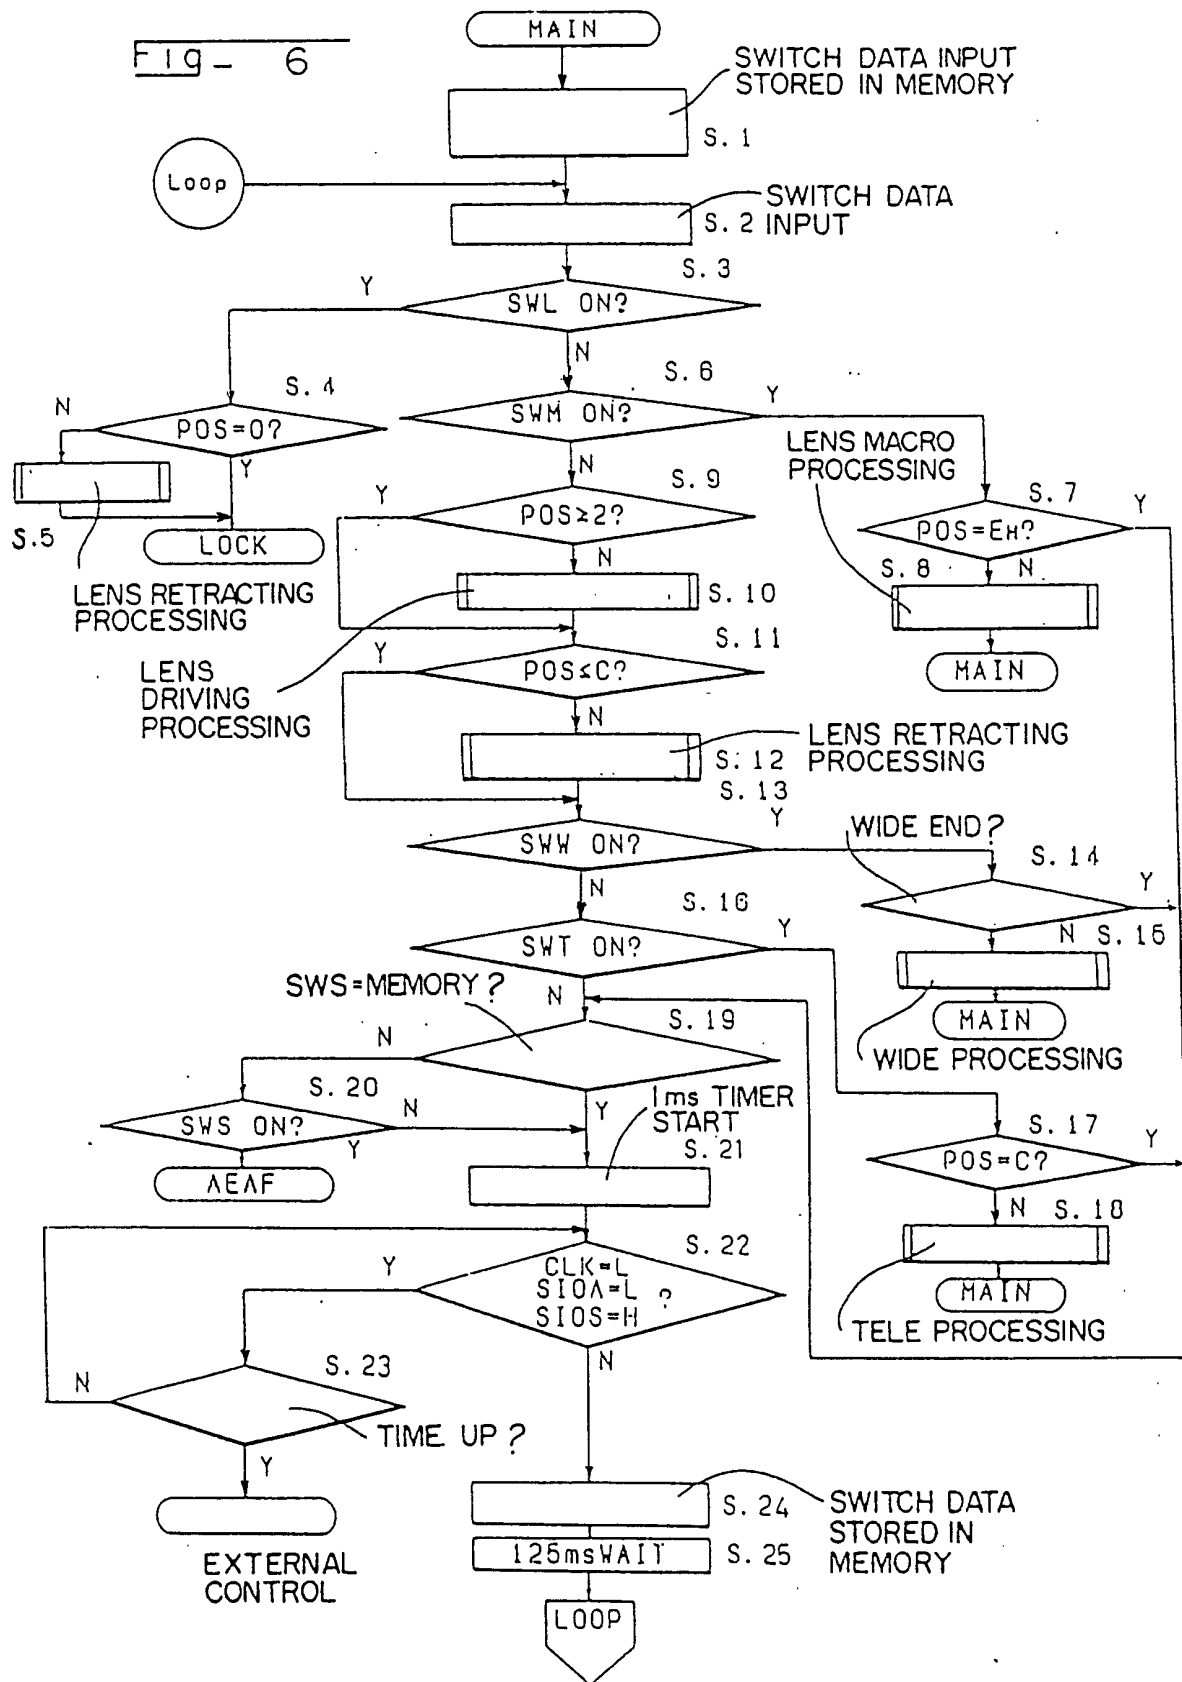 Fig- 6
MAIN
SWITCH DATA INPUT
STORED IN MEMORY
S.1
Loop
SWITCH DATA
INPUT
S.2
S.3
Y
SWL ON?
N
S.4
S.6
Y
N
POS=0?
Y
SWM ON?
N
LENS MACRO
PROCESSING
S.5
LOCK
LENS RETRACTING
PROCESSING
Y
S.9
POS≥2?
N
S.7
Y
POS=EH?
N
S.8
MAIN
S.10
S.11
LENS
DRIVING
PROCESSING
Y
POS≤C?
N
LENS RETRACTING
PROCESSING
S.12
S.13
Y
SWW ON?
N
WIDE END?
S.14
Y
N
S.15
MAIN
WIDE PROCESSING
S.16
Y
SWT ON?
N
SWS=MEMORY?
S.19
N
Y
S.20
N
SWS ON?
Y
AEAF
1ms TIMER
START
S.21
S.17
Y
POS=C?
N
S.18
MAIN
TELE PROCESSING
S.22
Y
CLK=L
SIOA=L
SIOS=H
?
N
S.23
N
TIME UP?
Y
EXTERNAL
CONTROL
S.24
SWITCH DATA
STORED IN
MEMORY
125msWAIT
S.25
LOOP